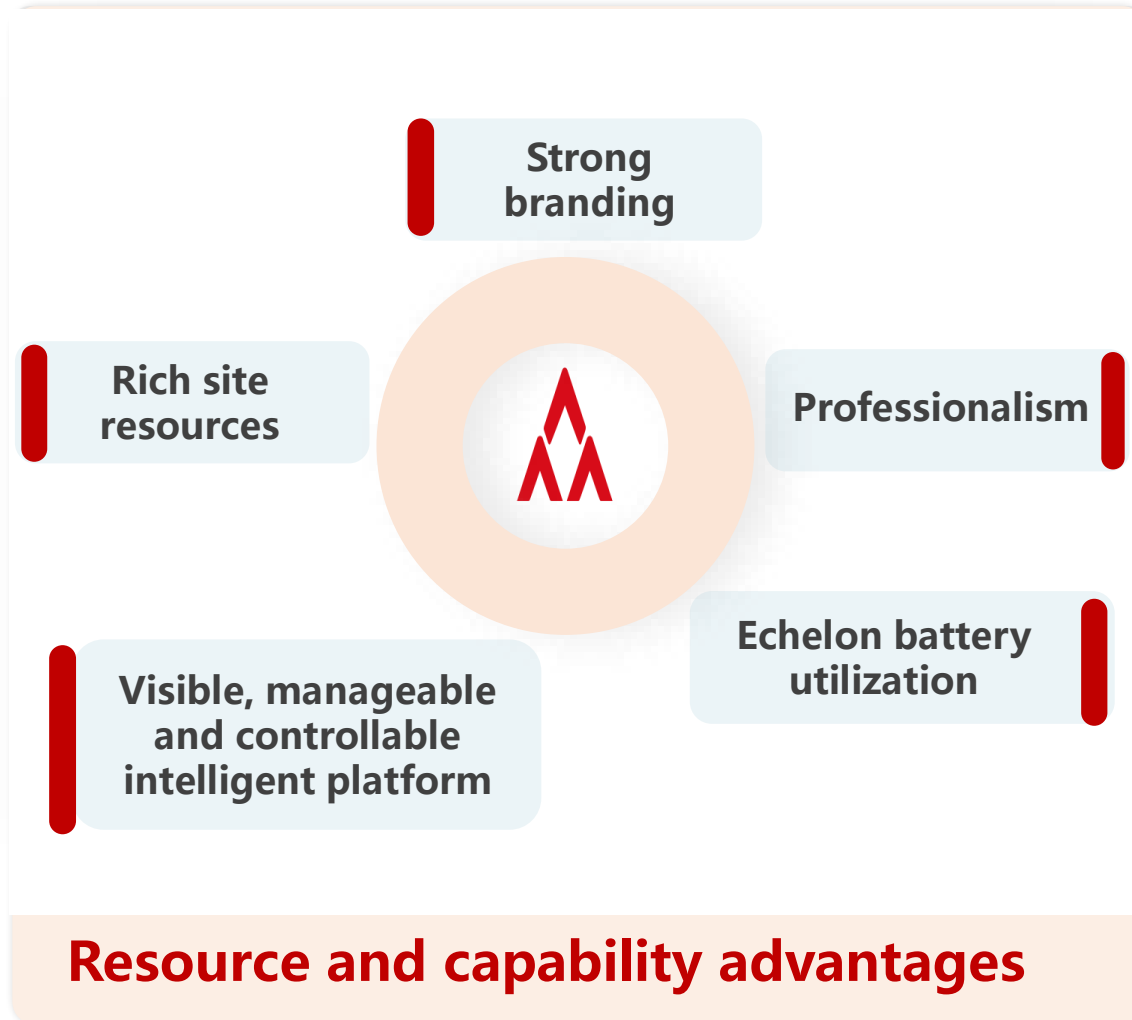 Strong
branding
Rich site
resources
Professionalism
Echelon battery
utilization
Visible, manageable
and controllable
intelligent platform
Resource and capability advantages